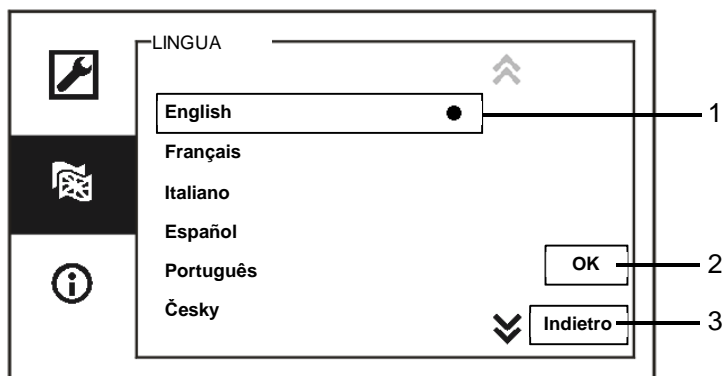 LINGUA
English
1
Français
Italiano
Español
Português
OK
2
Česky
Indietro
3